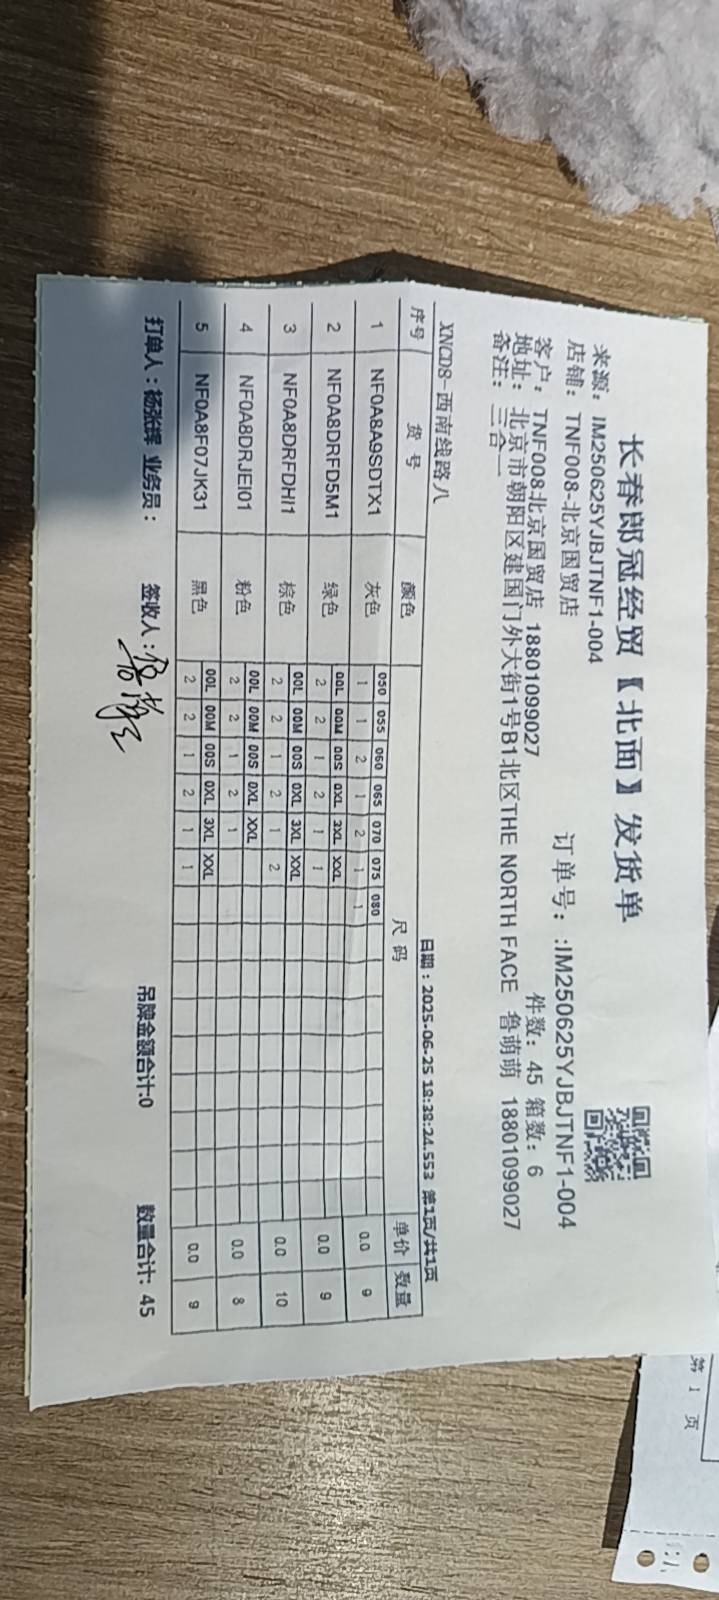 长春郎冠经贸【北面】发货单
来源: IM250625YJBJTNF1-004
订单号: :IM250625YJBJTNF1-004
店铺: TNF008-北京国贸店
件数: 45 箱数: 6
客户: TNF008-北京国贸店 18801099027
地址: 北京市朝阳区建国门外大街1号B1北区THE NORTH FACE 鲁萌萌 18801099027
备注: 三合一
XNCD8-西南线路八 日期: 2025-06-25 18:38:24.553 第1页/共1页
序号 货号 颜色 尺码 单价 数量
050 055 060 065 070 075 080
1 NF0A8A9SDTX1 灰色 1 1 2 1 2 1 1 0.0 9
00L 00M 00S 0XL 3XL XXL
2 NF0A8DRFD5M1 绿色 2 2 1 2 1 1 0.0 9
00L 00M 00S 0XL 3XL XXL
3 NF0A8DRFDHI1 棕色 2 2 1 2 1 2 0.0 10
00L 00M 00S 0XL XXL
4 NF0A8DRJEI01 粉色 2 2 1 2 1 0.0 8
00L 00M 00S 0XL 3XL XXL
5 NF0A8F07JK31 黑色 2 2 1 2 1 1 0.0 9
打单人: 杨张辉 业务员: 签收人: 吊牌金额合计:0 数量合计: 45
第 1 页